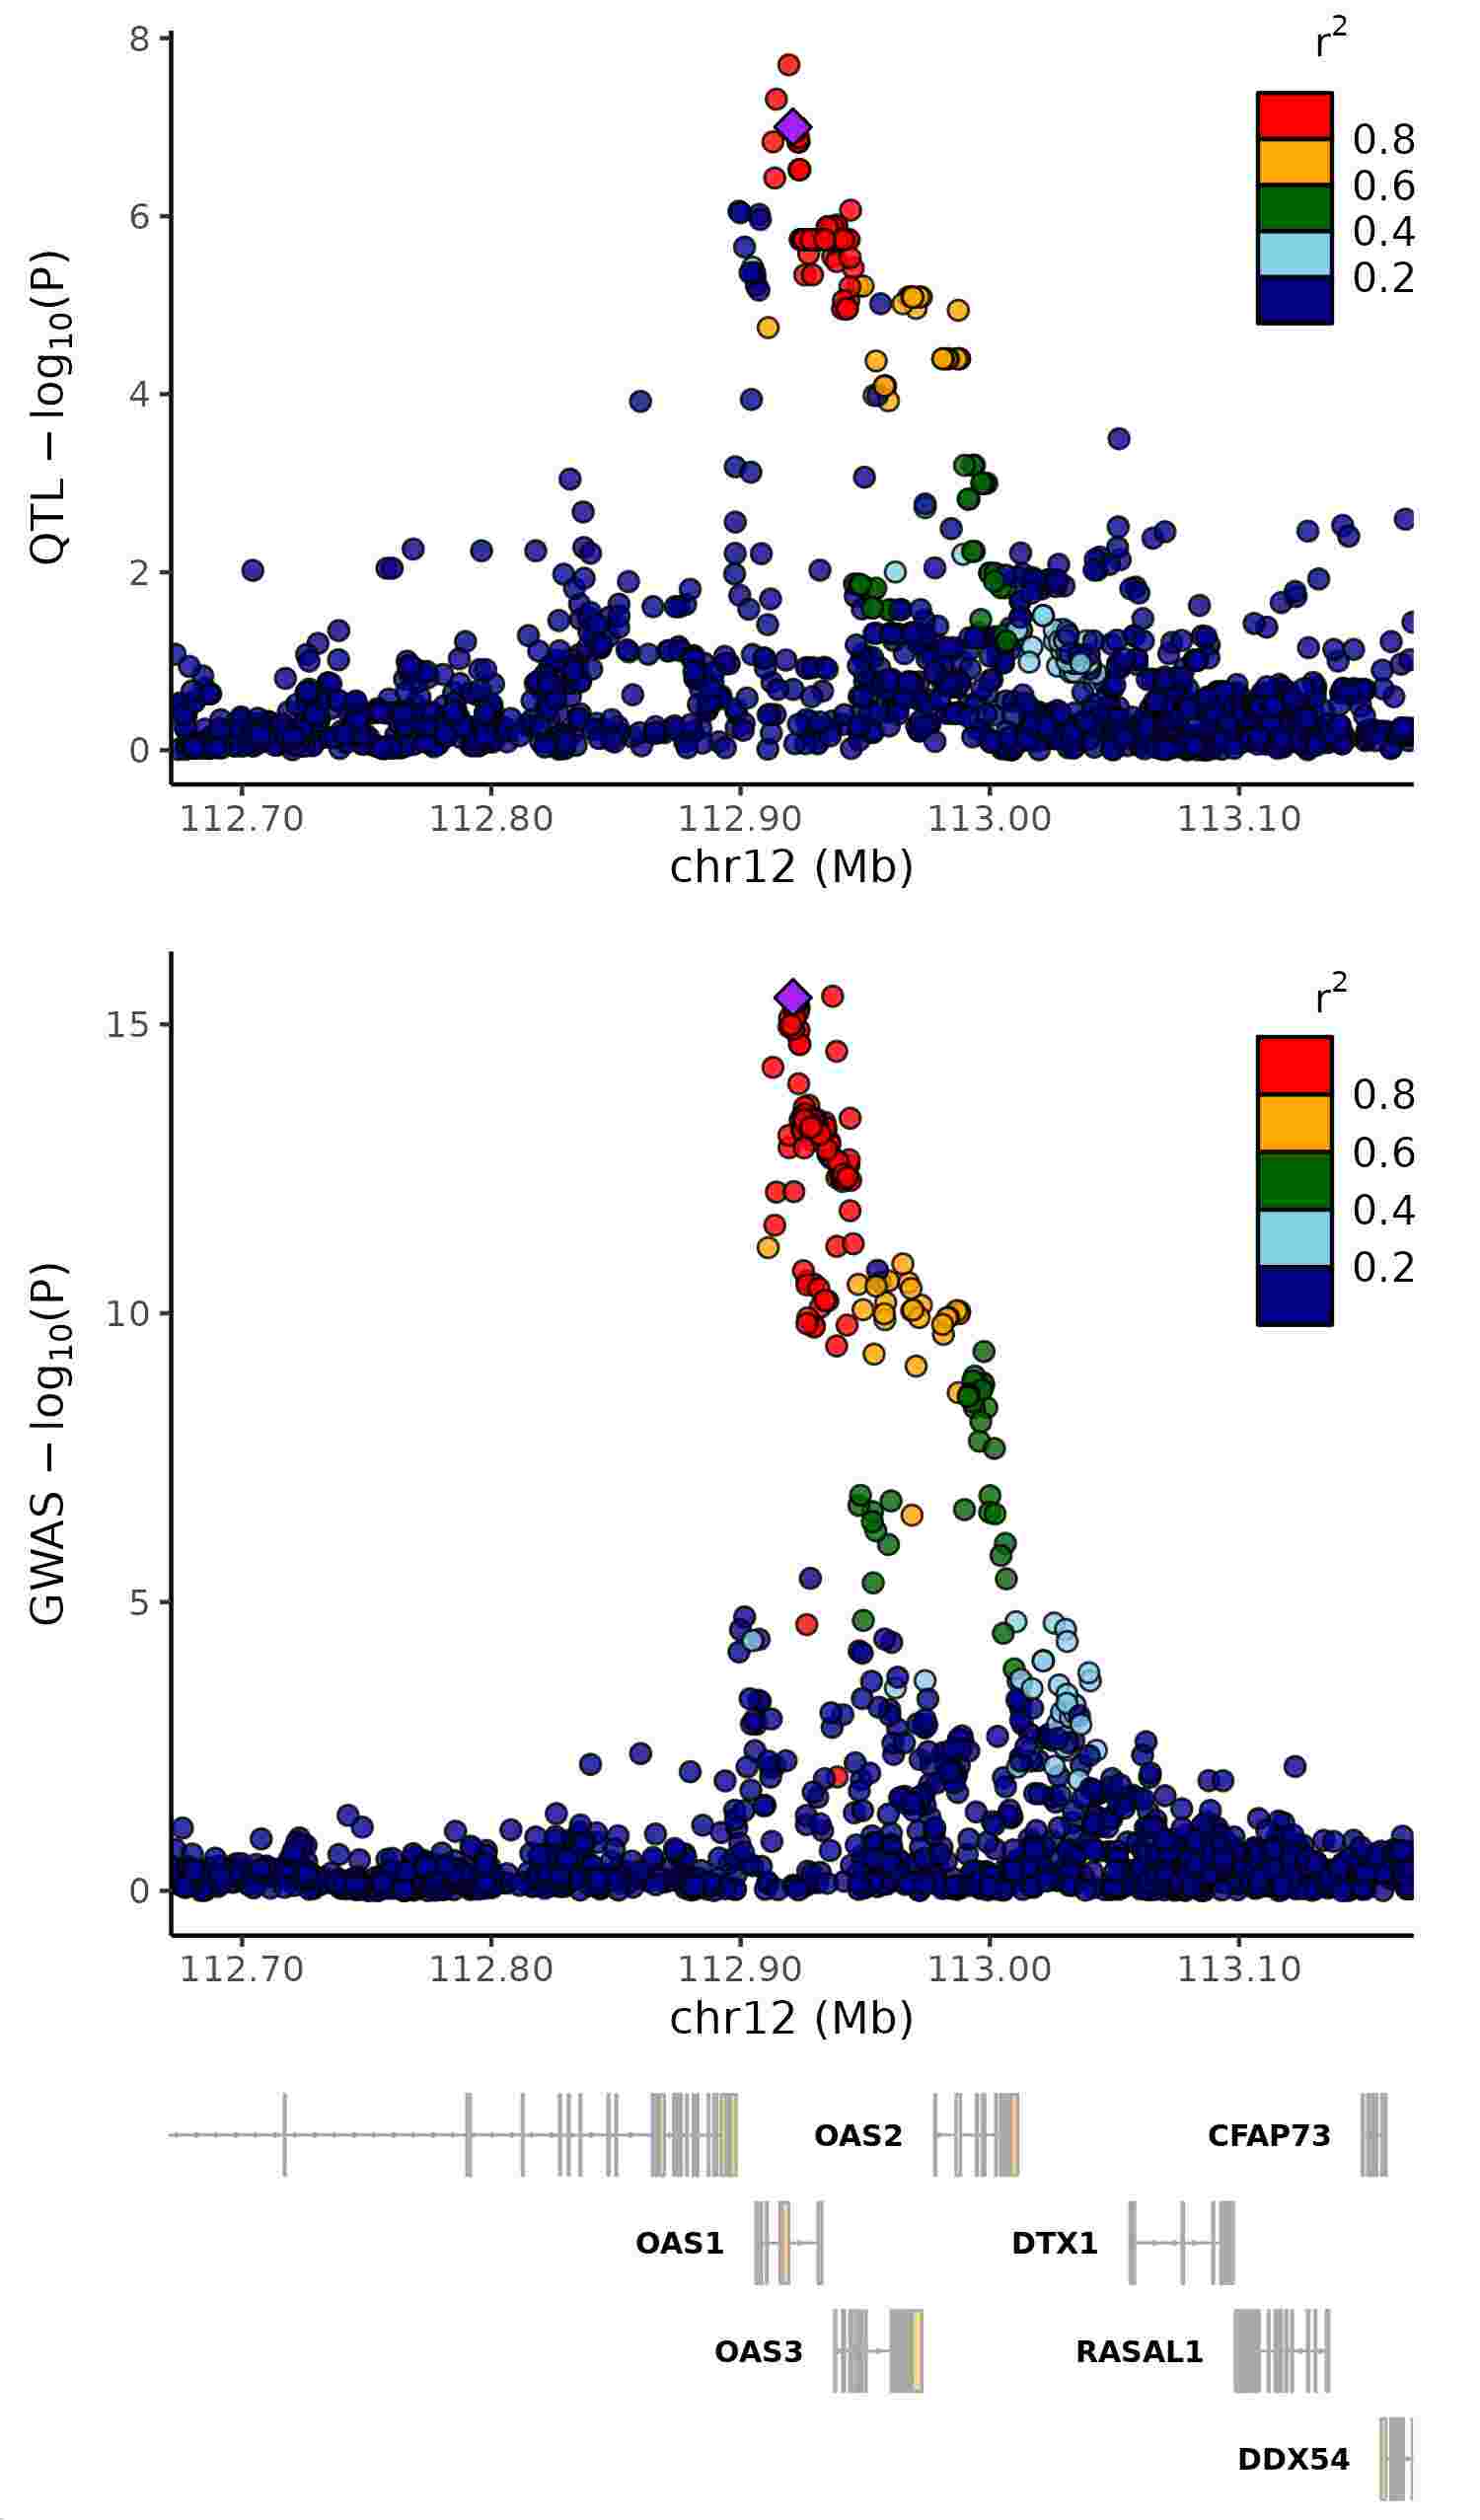 r2
8
6
4
2
0
QTL −log10(P)
0.8
0.6
0.4
0.2
112.70 112.80 112.90 113.00 113.10
chr12 (Mb)
r2
15
10
5
0
GWAS −log10(P)
0.8
0.6
0.4
0.2
112.70 112.80 112.90 113.00 113.10
chr12 (Mb)
OAS2 CFAP73
OAS1 DTX1
OAS3 RASAL1
DDX54